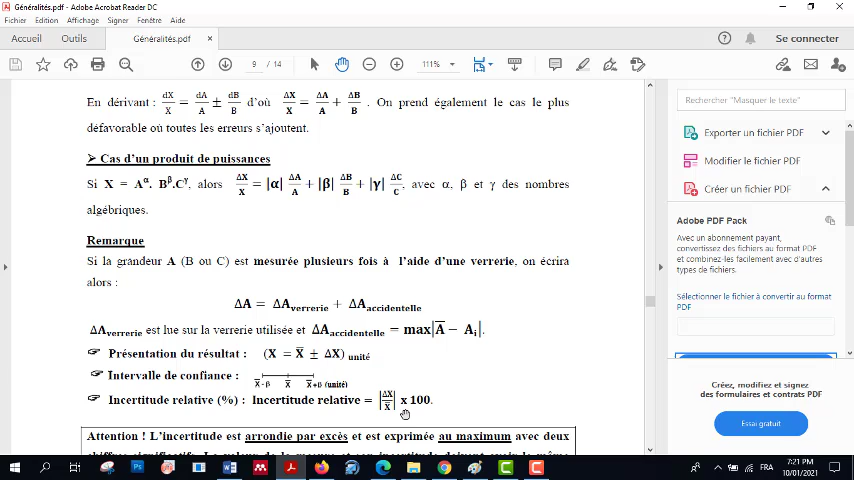 Généralités.pdf - Adobe Acrobat Reader DC
Fichier Edition Affichage Signer Fenêtre Aide
Accueil Outils Généralités.pdf × Se connecter
9 / 14 111%
En dérivant : dX/X = dA/A ± dB/B d'où ΔX/X = ΔA/A + ΔB/B . On prend également le cas le plus
défavorable où toutes les erreurs s'ajoutent.
➢ Cas d'un produit de puissances
Si X = A^α. B^β.C^γ, alors ΔX/X = |α| ΔA/A + |β| ΔB/B + |γ| ΔC/C, avec α, β et γ des nombres
algébriques.
Remarque
Si la grandeur A (B ou C) est mesurée plusieurs fois à l'aide d'une verrerie, on écrira
alors :
ΔA = ΔA_verrerie + ΔA_accidentelle
ΔA_verrerie est lue sur la verrerie utilisée et ΔA_accidentelle = max|A̅ − A_i|.
☞ Présentation du résultat : (X = X̅ ± ΔX) unité
☞ Intervalle de confiance :
X̅-β X̅ X̅+β (unité)
☞ Incertitude relative (%) : Incertitude relative = |ΔX/X̅| x 100.
Attention ! L'incertitude est arrondie par excès et est exprimée au maximum avec deux
Rechercher "Masquer le texte"
Exporter un fichier PDF
Modifier le fichier PDF
Créer un fichier PDF
Adobe PDF Pack
Avec un abonnement payant,
convertissez des fichiers au format PDF
et combinez-les facilement avec d'autres
types de fichiers.
Sélectionner le fichier à convertir au format
PDF
Créez, modifiez et signez
des formulaires et contrats PDF
Essai gratuit
FRA
7:21 PM
10/01/2021